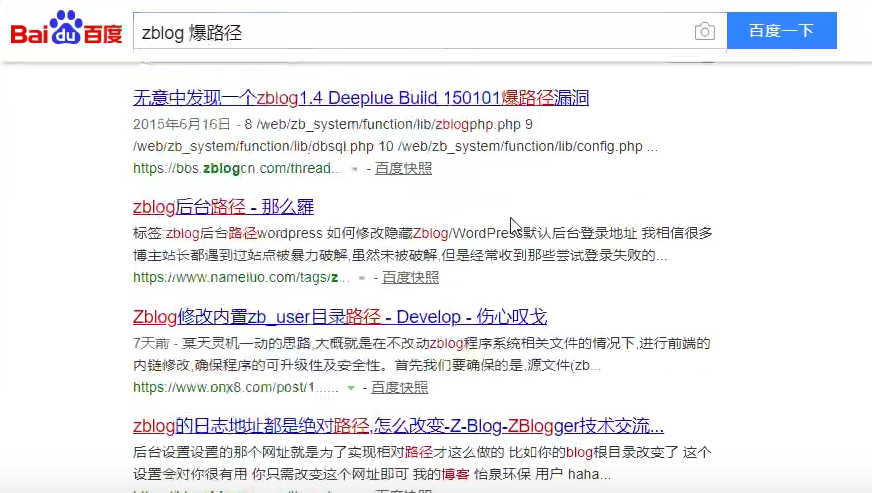 Bai du 百度
zblog 爆路径
百度一下
无意中发现一个zblog1.4 Deeplue Build 150101爆路径漏洞
2015年6月16日 - 8 /web/zb_system/function/lib/zblogphp.php 9
/web/zb_system/function/lib/dbsql.php 10 /web/zb_system/function/lib/config.php ...
https://bbs.zblogcn.com/thread... - 百度快照
zblog后台路径 - 那么羅
标签:zblog后台路径wordpress 如何修改隐藏Zblog/WordPress默认后台登录地址 我相信很多
博主站长都遇到过站点被暴力破解,虽然未被破解,但是经常收到那些尝试登录失败的...
https://www.nameluo.com/tags/z... - 百度快照
Zblog修改内置zb_user目录路径 - Develop - 伤心叹戈
7天前 - 莫天灵机一动的思路,大概就是在不改动zblog程序系统相关文件的情况下,进行前端的
内链修改,确保程序的可升级性及安全性。首先我们要确保的是,源文件(zb...
https://www.onx8.com/post/1...... - 百度快照
zblog的日志地址都是绝对路径,怎么改变-Z-Blog-ZBlogger技术交流...
后台设置设置的那个网址就是为了实现相对路径才这么做的 比如你的blog根目录改变了 这个
设置会对你很有用 你只需改变这个网址即可 我的博客 怡泉环保 用户 haha...